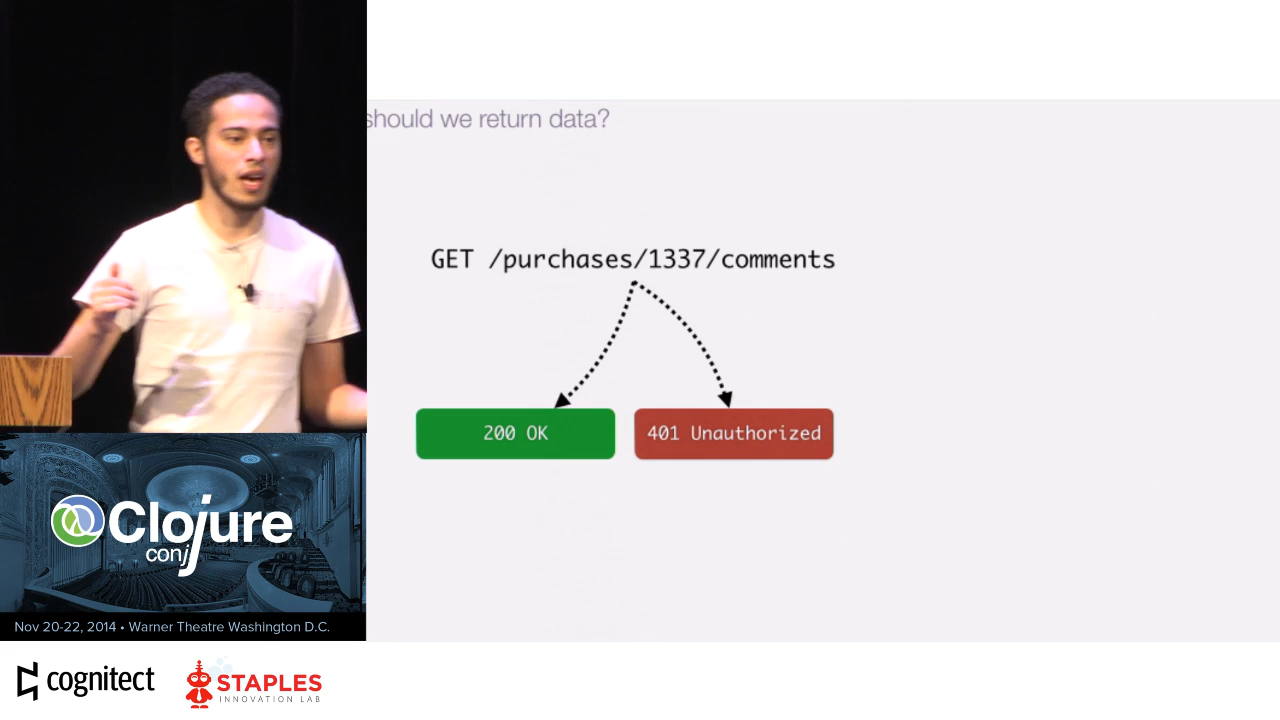 should we return data?
GET /purchases/1337/comments
200 OK
401 Unauthorized
Clojure
conj
Nov 20-22, 2014 • Warner Theatre Washington D.C.
cognitect
STAPLES
INNOVATION LAB